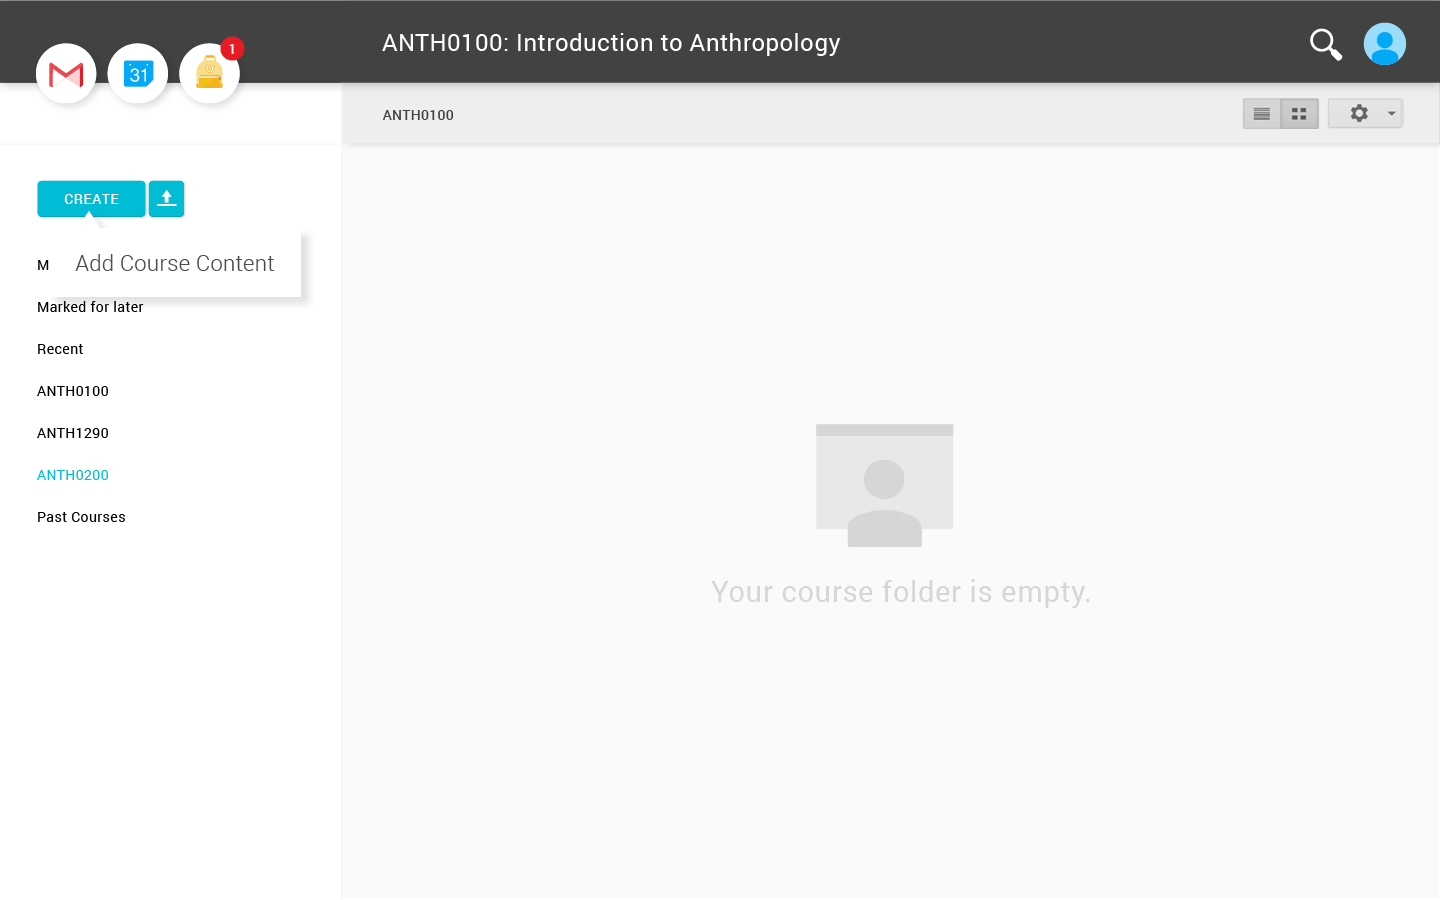 1
31
ANTH0100: Introduction to Anthropology
ANTH0100
CREATE
Add Course Content
M
Marked for later
Recent
ANTH0100
ANTH1290
ANTH0200
Past Courses
Your course folder is empty.